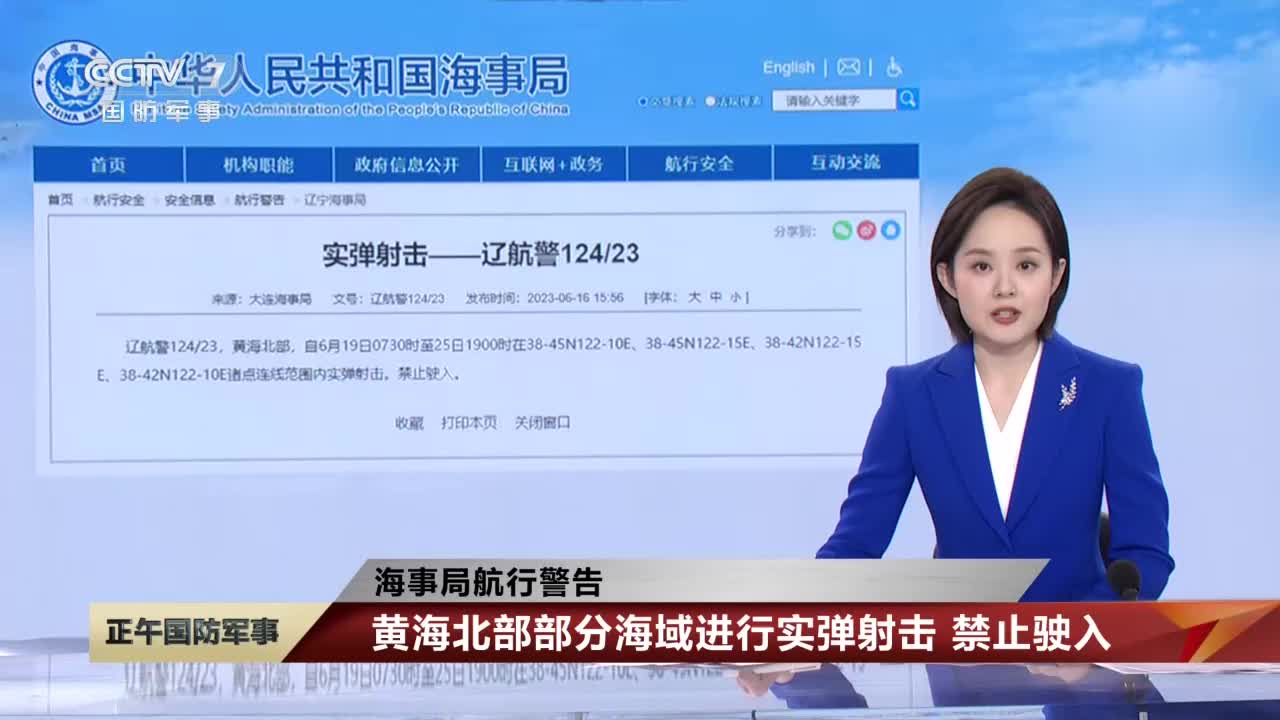 CCTV 7
国防军事
中华人民共和国海事局
Safety Administration of the People's Republic of China
CHINA MSA
English
请输入关键字
首页 机构职能 政府信息公开 互联网+政务 航行安全 互动交流
首页 航行安全 安全信息 航行警告 辽宁海事局
分享到：
实弹射击——辽航警124/23
来源：大连海事局 文号：辽航警124/23 发布时间：2023-06-16 15:56 [字体： 大 中 小]
辽航警124/23，黄海北部，自6月19日0730时至25日1900时在38-45N122-10E、38-45N122-15E、38-42N122-15
E、38-42N122-10E诸点连线范围内实弹射击。禁止驶入。
收藏 打印本页 关闭窗口
海事局航行警告
正午国防军事
黄海北部部分海域进行实弹射击 禁止驶入